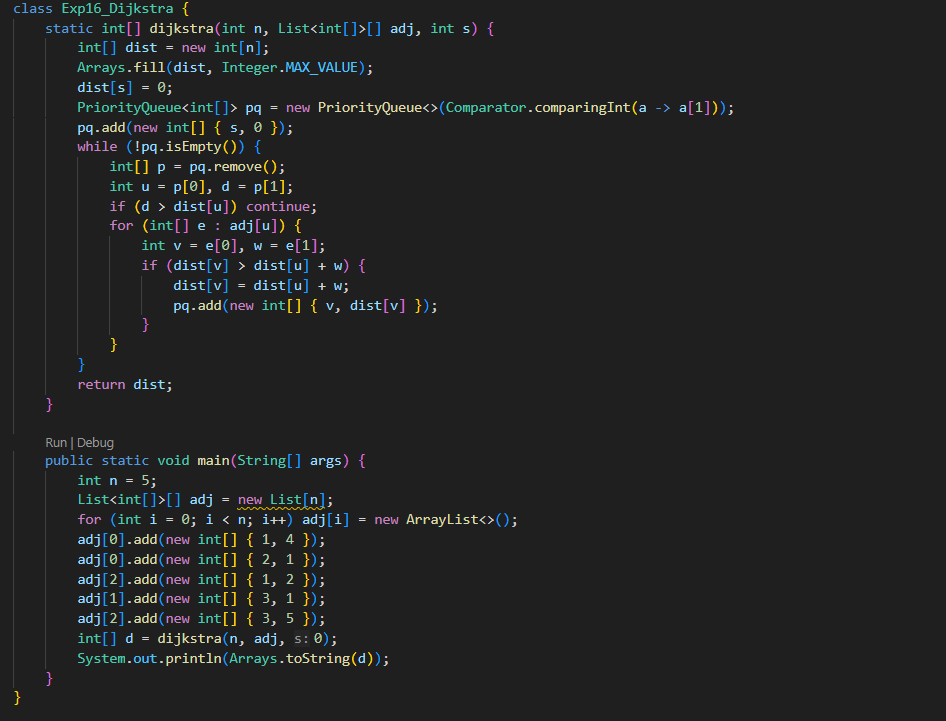 class Exp16_Dijkstra {
    static int[] dijkstra(int n, List<int[]>[] adj, int s) {
        int[] dist = new int[n];
        Arrays.fill(dist, Integer.MAX_VALUE);
        dist[s] = 0;
        PriorityQueue<int[]> pq = new PriorityQueue<>(Comparator.comparingInt(a -> a[1]));
        pq.add(new int[] { s, 0 });
        while (!pq.isEmpty()) {
            int[] p = pq.remove();
            int u = p[0], d = p[1];
            if (d > dist[u]) continue;
            for (int[] e : adj[u]) {
                int v = e[0], w = e[1];
                if (dist[v] > dist[u] + w) {
                    dist[v] = dist[u] + w;
                    pq.add(new int[] { v, dist[v] });
                }
            }
        }
        return dist;
    }
    Run | Debug
    public static void main(String[] args) {
        int n = 5;
        List<int[]>[] adj = new List[n];
        for (int i = 0; i < n; i++) adj[i] = new ArrayList<>();
        adj[0].add(new int[] { 1, 4 });
        adj[0].add(new int[] { 2, 1 });
        adj[2].add(new int[] { 1, 2 });
        adj[1].add(new int[] { 3, 1 });
        adj[2].add(new int[] { 3, 5 });
        int[] d = dijkstra(n, adj, s: 0);
        System.out.println(Arrays.toString(d));
    }
}